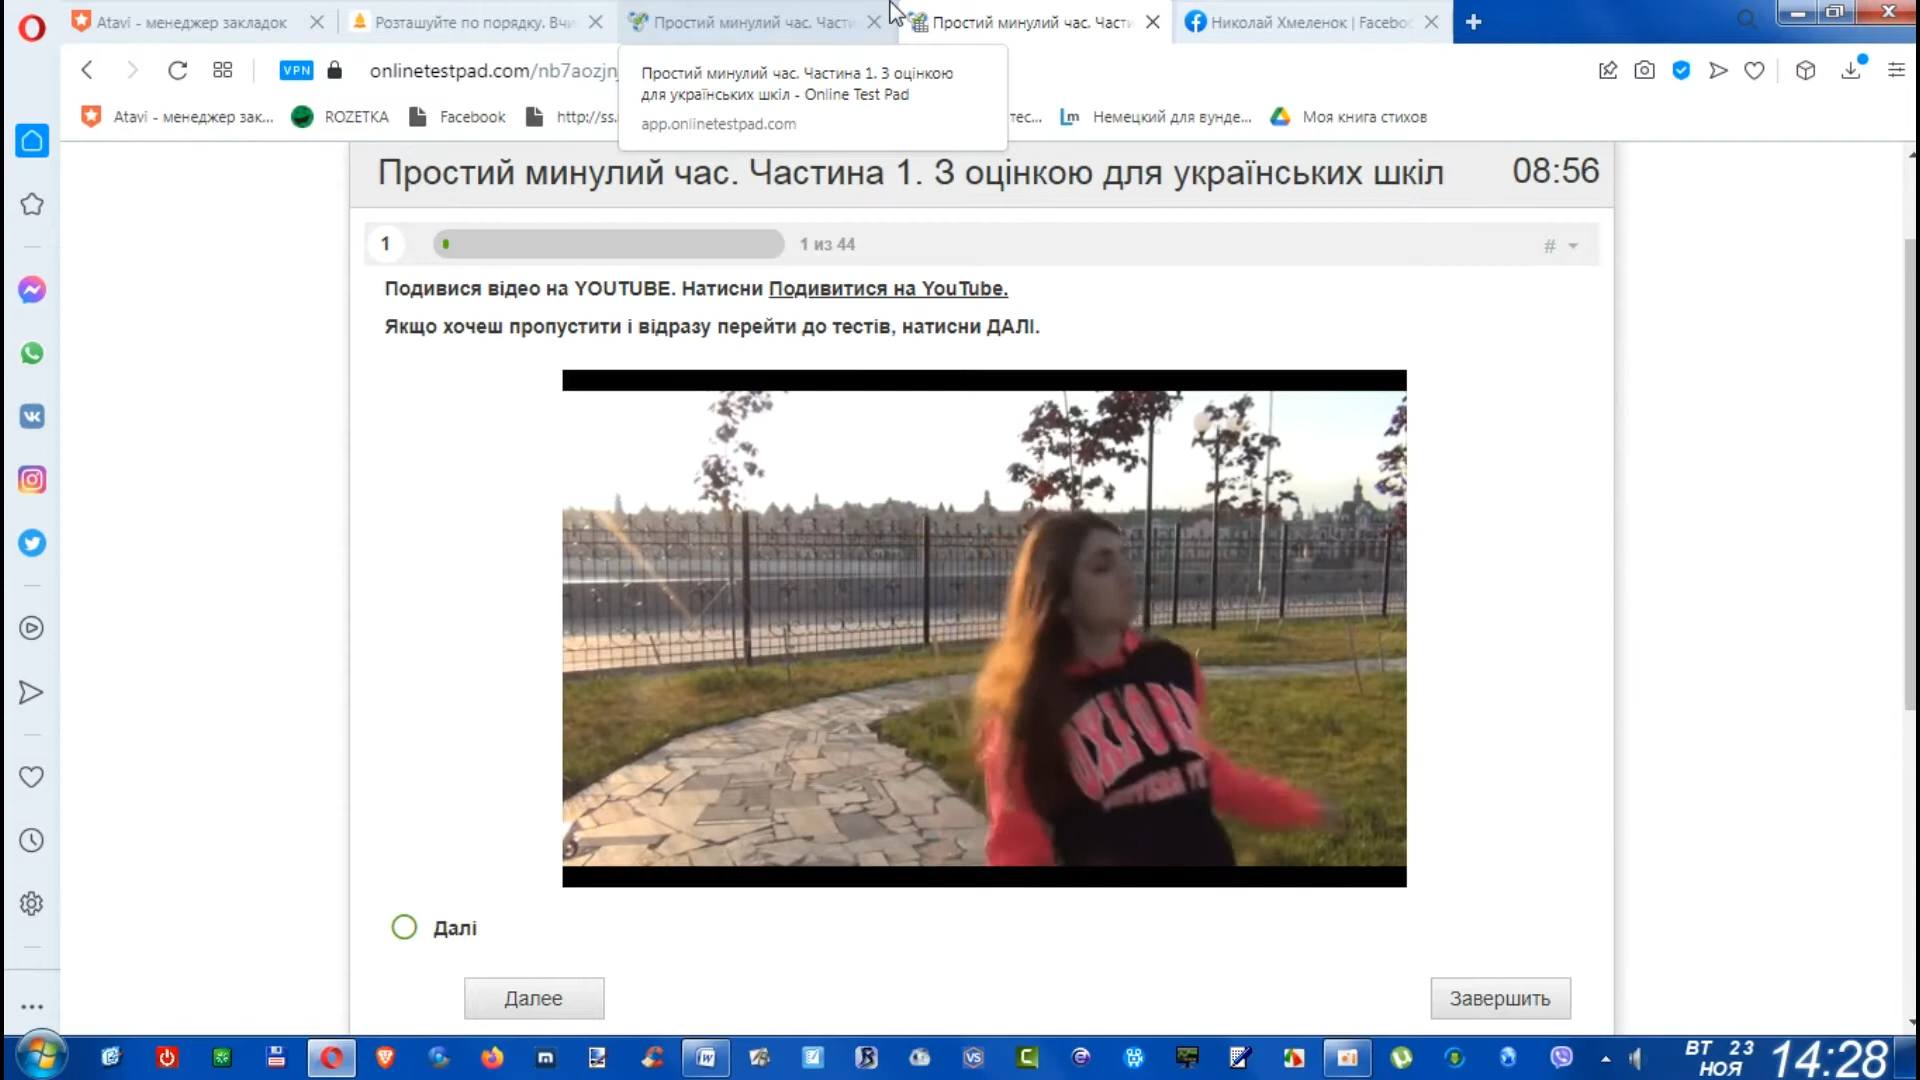 Atavi - менеджер закладок
Розташуйте по порядку. Вчи
Простий минулий час. Части
Простий минулий час. Части
Николай Хмеленок | Facebo
VPN
onlinetestpad.com/nb7aozjn
Простий минулий час. Частина 1. З оцінкою
для українських шкіл - Online Test Pad
app.onlinetestpad.com
Atavi - менеджер зак...
ROZETKA
Facebook
http://ss.
тес...
Немецкий для вунде...
Моя книга стихов
Простий минулий час. Частина 1. З оцінкою для українських шкіл
08:56
1
1 из 44
#
Подивися відео на YOUTUBE. Натисни Подивитися на YouTube.
Якщо хочеш пропустити і відразу перейти до тестів, натисни ДАЛІ.
OXFORD
Далі
Далее
Завершить
ВТ 23
НОЯ
14:28